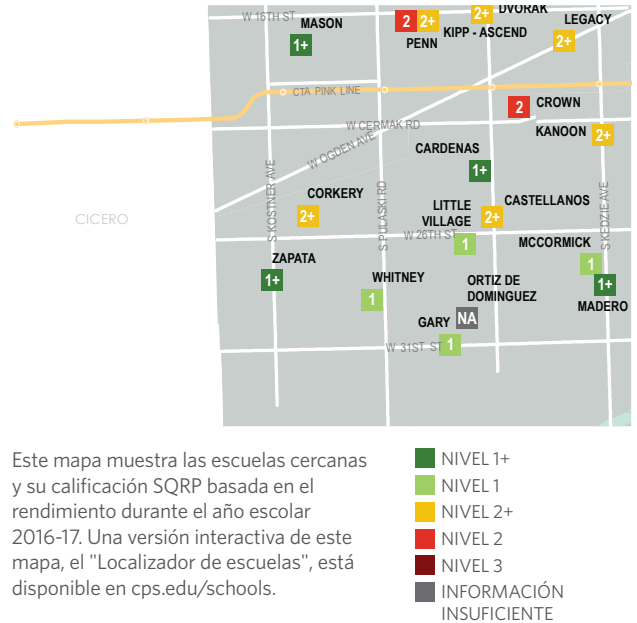 W 16TH ST
MASON
1+
2
2+
PENN
2+
DVORAK
KIPP - ASCEND
LEGACY
2+
CTA PINK LINE
2
CROWN
W CERMAK RD
KANOON
2+
W OGDEN AVE
CARDENAS
1+
CICERO
S KOSTNER AVE
CORKERY
2+
S PULASKI RD
LITTLE
VILLAGE
CASTELLANOS
2+
S KEDZIE AVE
W 26TH ST
1
MCCORMICK
1
ZAPATA
1+
WHITNEY
1
ORTIZ DE
DOMINGUEZ
NA
1+
MADERO
GARY
1
W 31ST ST
Este mapa muestra las escuelas cercanas
y su calificación SQRP basada en el
rendimiento durante el año escolar
2016-17. Una versión interactiva de este
mapa, el "Localizador de escuelas", está
disponible en cps.edu/schools.
NIVEL 1+
NIVEL 1
NIVEL 2+
NIVEL 2
NIVEL 3
INFORMACIÓN
INSUFICIENTE